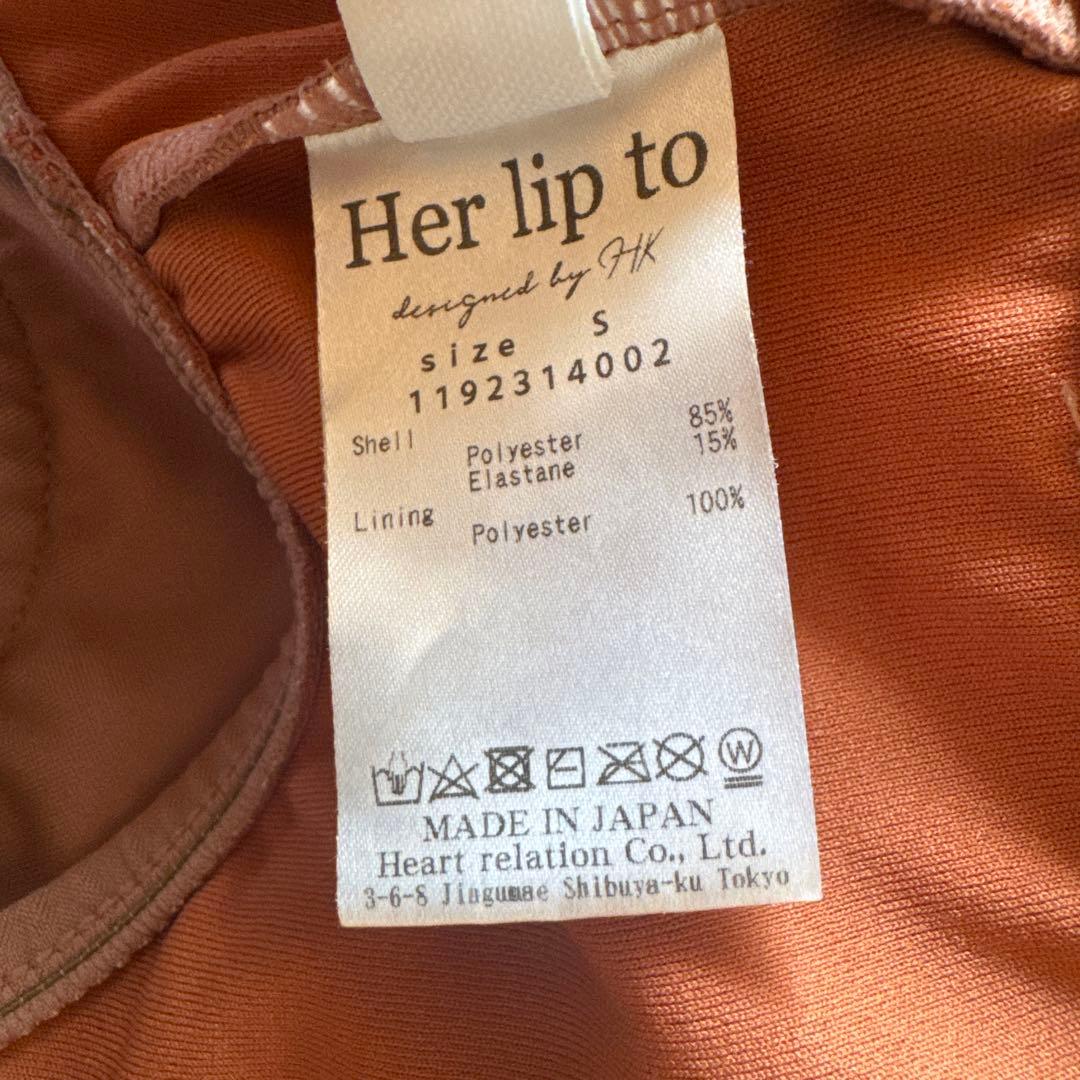 Her lip to
designed by HK
size S
1192314002
Shell Polyester 85%
Elastane 15%
Lining Polyester 100%
W
MADE IN JAPAN
Heart relation Co., Ltd.
3-6-8 Jingumae Shibuya-ku Tokyo